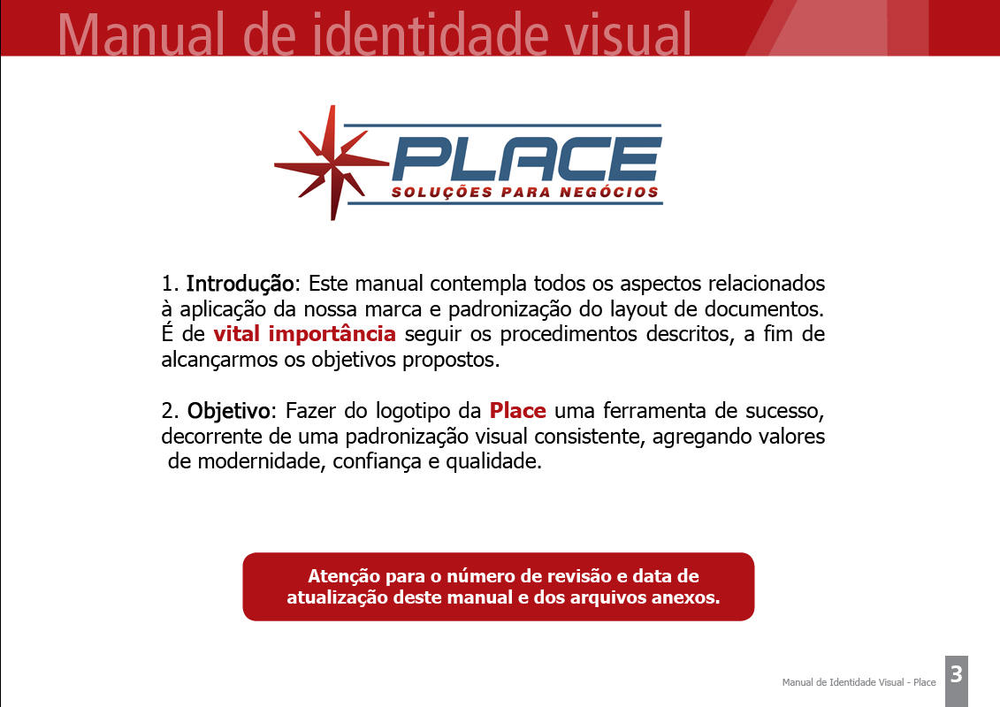 Manual de identidade visual
PLACE
SOLUÇÕES PARA NEGÓCIOS
1. Introdução: Este manual contempla todos os aspectos relacionados
à aplicação da nossa marca e padronização do layout de documentos.
É de vital importância seguir os procedimentos descritos, a fim de
alcançarmos os objetivos propostos.
2. Objetivo: Fazer do logotipo da Place uma ferramenta de sucesso,
decorrente de uma padronização visual consistente, agregando valores
de modernidade, confiança e qualidade.
Atenção para o número de revisão e data de
atualização deste manual e dos arquivos anexos.
Manual de Identidade Visual - Place
3